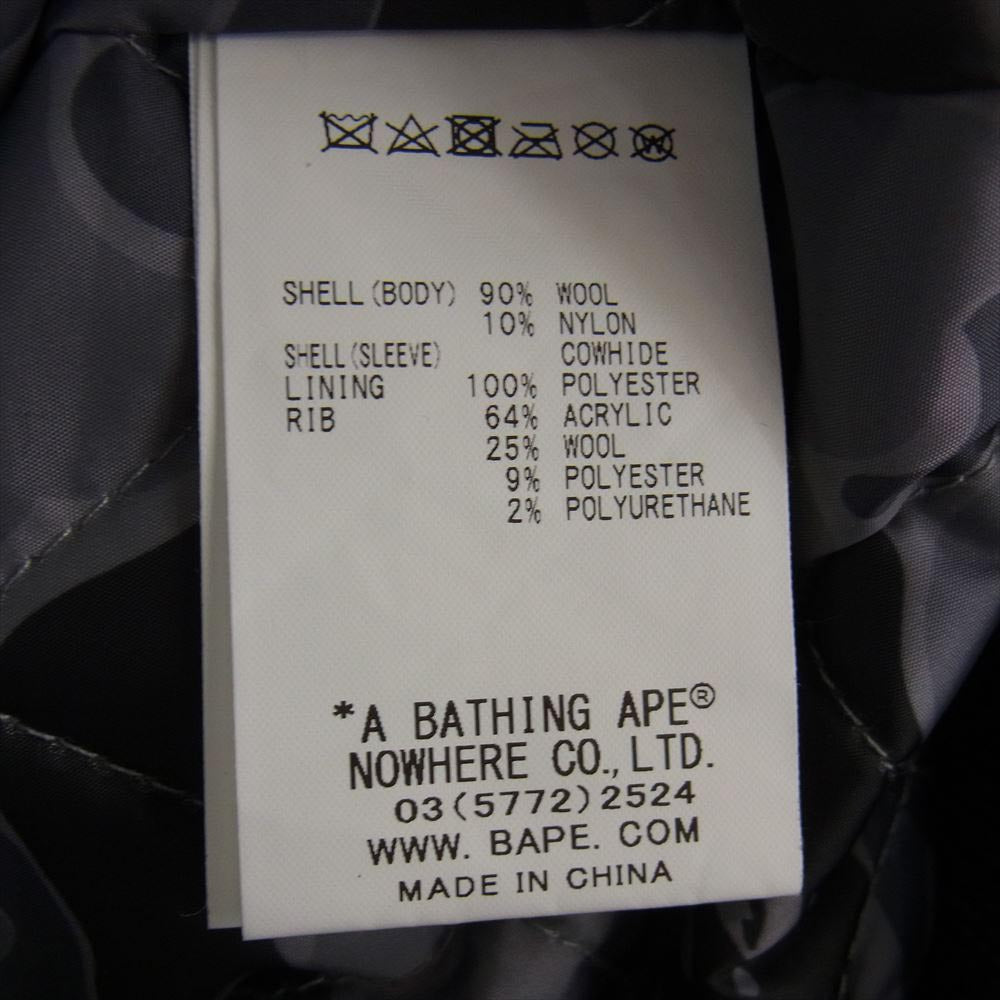 W
SHELL(BODY) 90% WOOL
10% NYLON
SHELL(SLEEVE) COWHIDE
LINING 100% POLYESTER
RIB 64% ACRYLIC
25% WOOL
9% POLYESTER
2% POLYURETHANE
*A BATHING APE®
NOWHERE CO.,LTD.
03(5772)2524
WWW. BAPE. COM
MADE IN CHINA